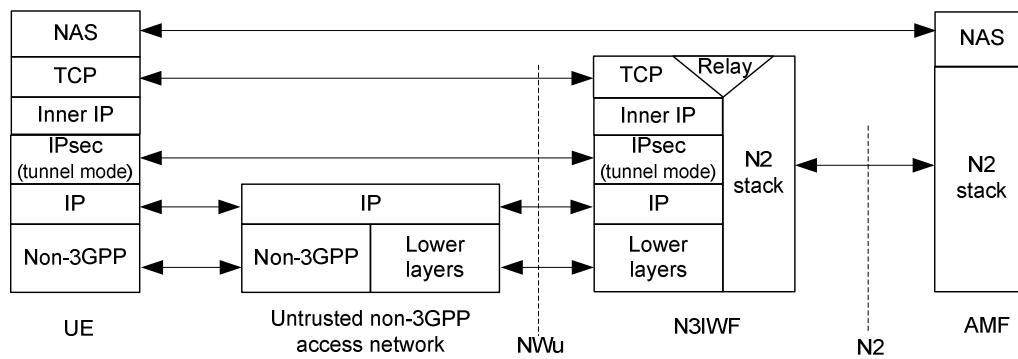 NAS
TCP
Inner IP
IPsec
(tunnel mode)
IP
Non-3GPP
UE
IP
Non-3GPP
Lower
layers
Untrusted non-3GPP
access network
NWu
TCP
Relay
Inner IP
IPsec
(tunnel mode)
IP
Lower
layers
N2
stack
N3IWF
N2
NAS
N2
stack
AMF